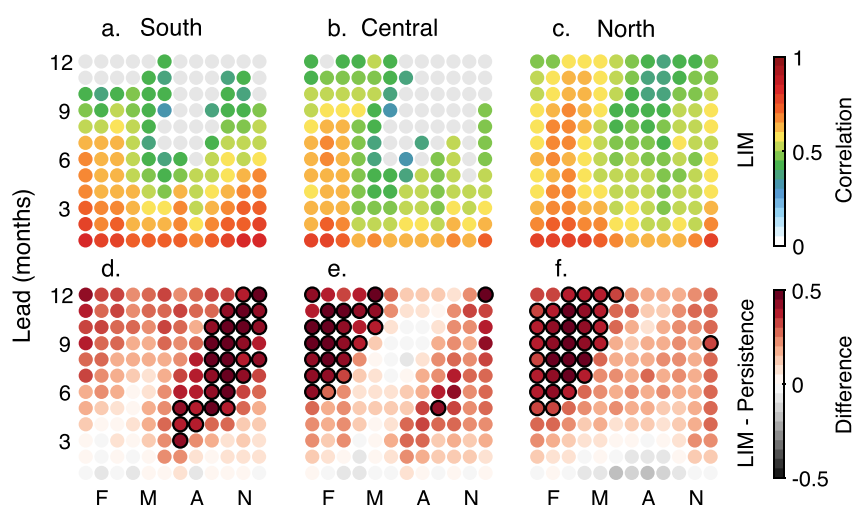 a. South
b. Central
c. North
12
9
6
3
LIM
1
0.5
0
Correlation
Lead (months)
d.
e.
f.
12
9
6
3
LIM - Persistence
0.5
0
-0.5
Difference
F M A N
F M A N
F M A N